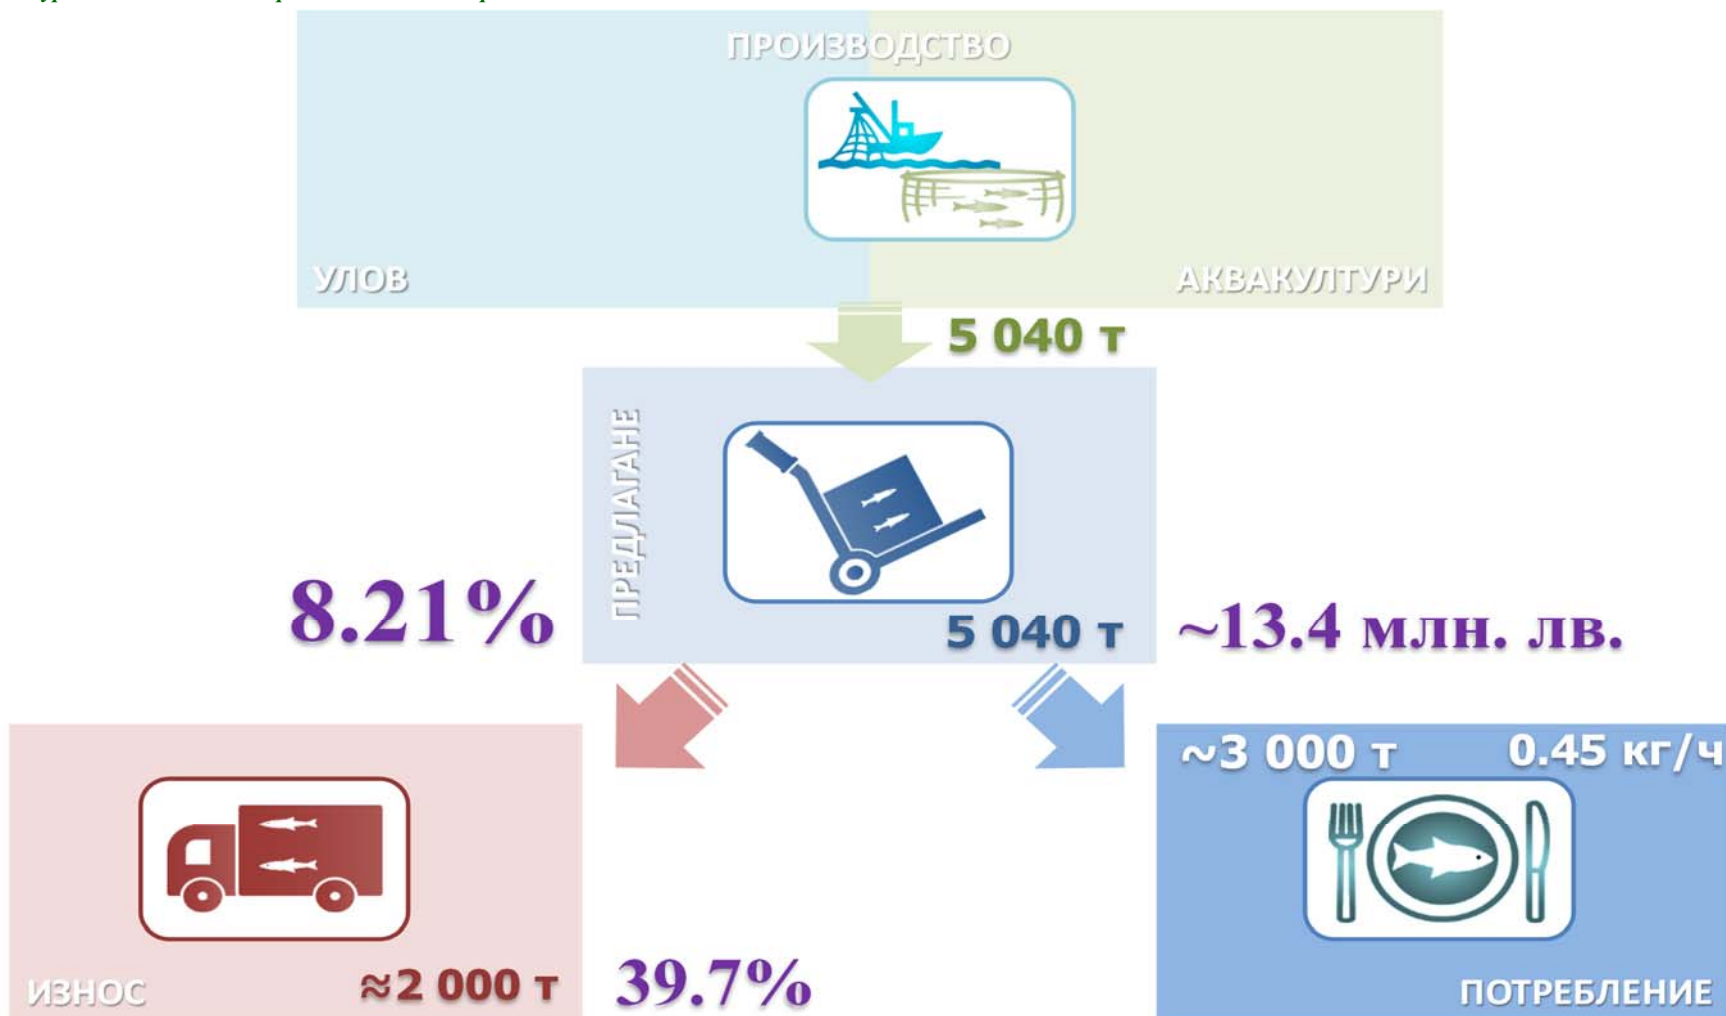 ПРОИЗВОДСТВО
УЛОВ
АКВАКУЛТУРИ
5 040 т
ПРЕДЛАГАНЕ
5 040 т
8.21%
~13.4 млн. лв.
~3 000 т
0.45 кг/ч
ИЗНОС
≈2 000 т
39.7%
ПОТРЕБЛЕНИЕ